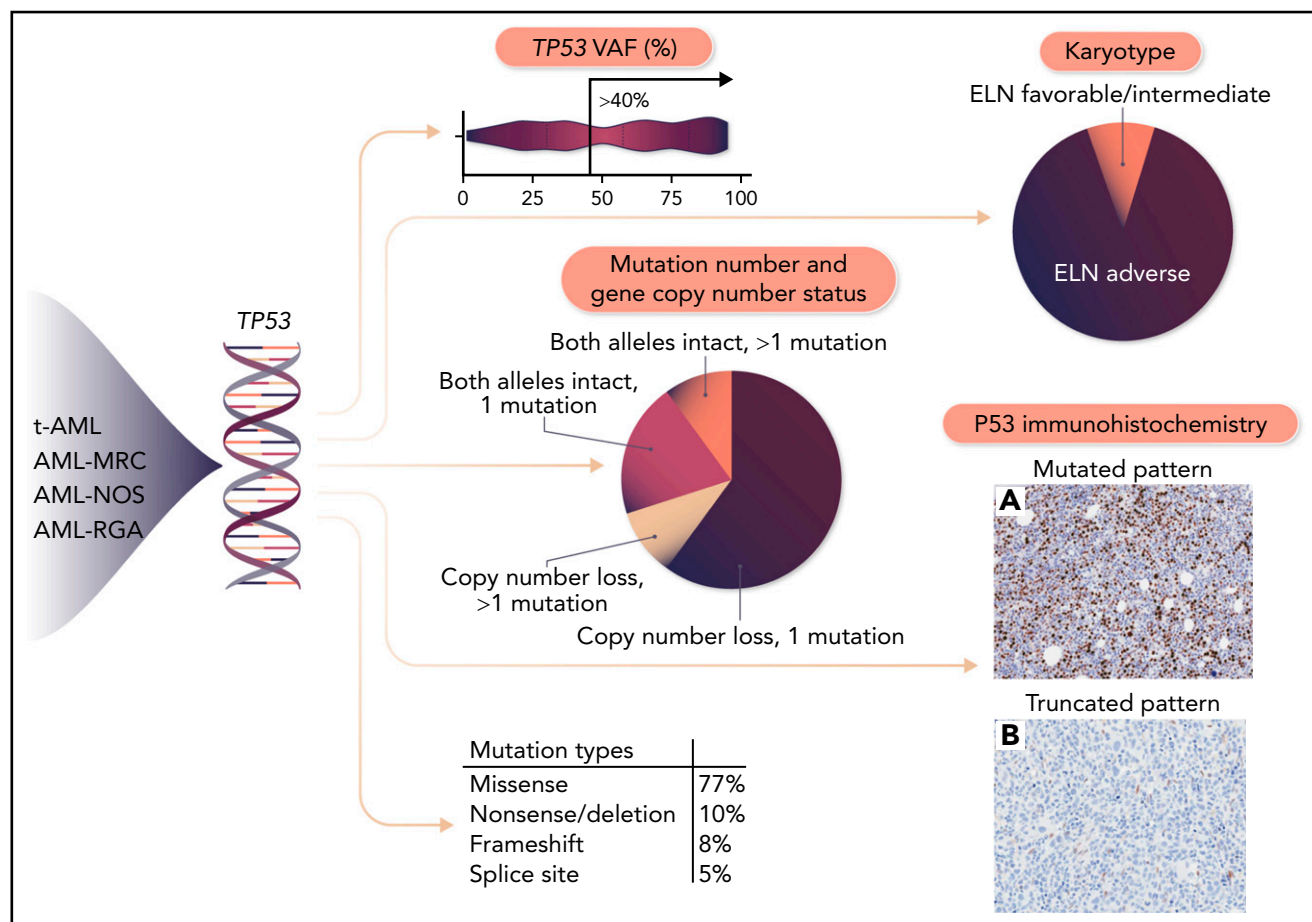 TP53 VAF (%)
>40%
0 25 50 75 100
Karyotype
ELN favorable/intermediate
ELN adverse
t-AML
AML-MRC
AML-NOS
AML-RGA
TP53
Mutation number and
gene copy number status
Both alleles intact, >1 mutation
Both alleles intact,
1 mutation
Copy number loss,
>1 mutation
Copy number loss, 1 mutation
P53 immunohistochemistry
Mutated pattern
A
Truncated pattern
B
Mutation types
Missense 77%
Nonsense/deletion 10%
Frameshift 8%
Splice site 5%